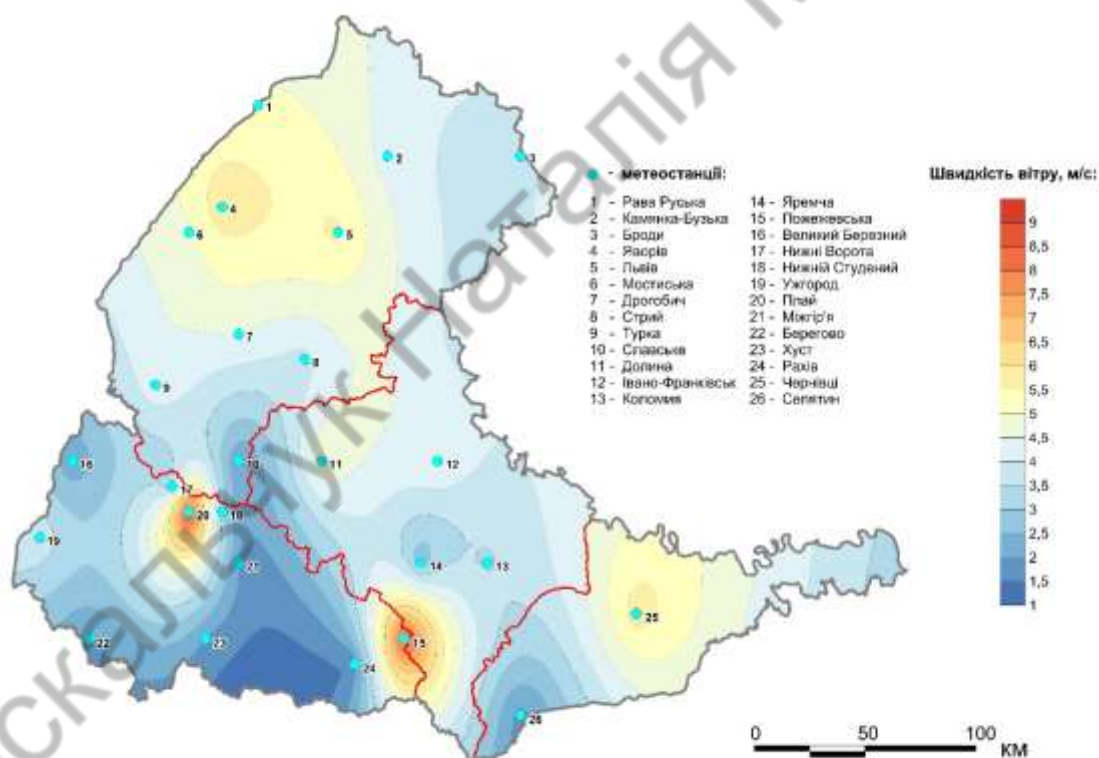 скальчук Наталія М
- метеостанції:
1 - Рава Руська
2 - Камянка-Бузька
3 - Броди
4 - Яворів
5 - Львів
6 - Мостиська
7 - Дрогобич
8 - Стрий
9 - Турка
10 - Славське
11 - Долина
12 - Івано-Франківськ
13 - Коломия
14 - Яремча
15 - Пожежевська
16 - Великий Березний
17 - Нижні Ворота
18 - Нижній Студений
19 - Ужгород
20 - Плай
21 - Міжгір'я
22 - Берегово
23 - Хуст
24 - Рахів
25 - Чернівці
26 - Селятин
Швидкість вітру, м/с:
9
8,5
8
7,5
7
6,5
6
5,5
5
4,5
4
3,5
3
2,5
2
1,5
1
1
2
3
4
5
6
7
8
9
10
11
12
16
17
20
18
19
21
14
13
25
22
23
15
24
26
0 50 100
КМ